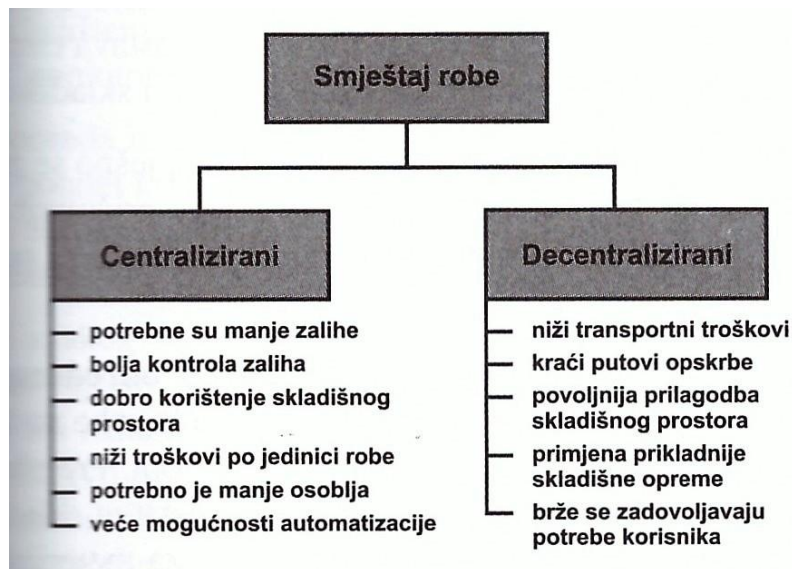 Smještaj robe
Centralizirani
— potrebne su manje zalihe
— bolja kontrola zaliha
— dobro korištenje skladišnog
prostora
— niži troškovi po jedinici robe
— potrebno je manje osoblja
— veće mogućnosti automatizacije
Decentralizirani
— niži transportni troškovi
— kraći putovi opskrbe
— povoljnija prilagodba
skladišnog prostora
— primjena prikladnije
skladišne opreme
— brže se zadovoljavaju
potrebe korisnika